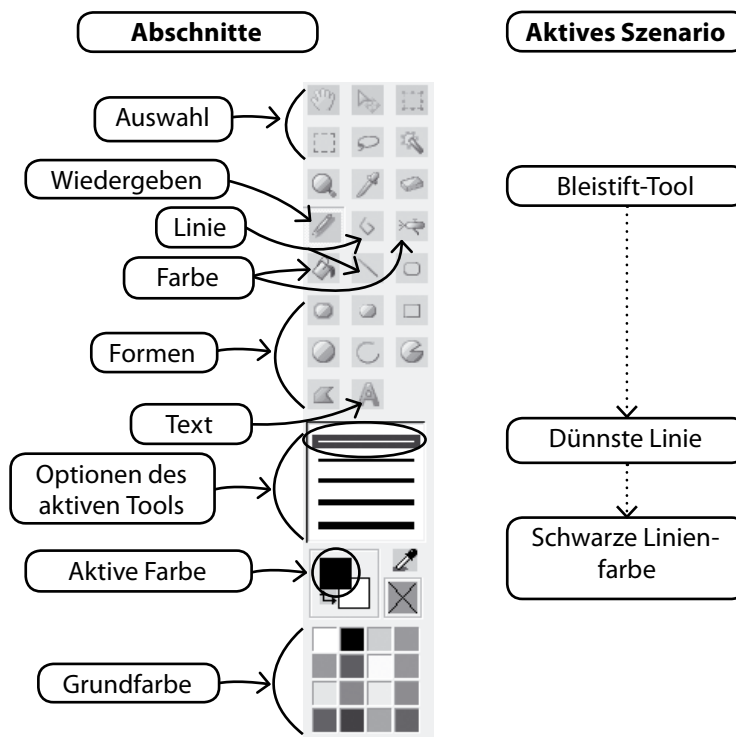 Abschnitte
Aktives Szenario
Auswahl
Wiedergeben
Linie
Farbe
Formen
Text
Optionen des
aktiven Tools
Aktive Farbe
Grundfarbe
Bleistift-Tool
Dünnste Linie
Schwarze Linien-
farbe